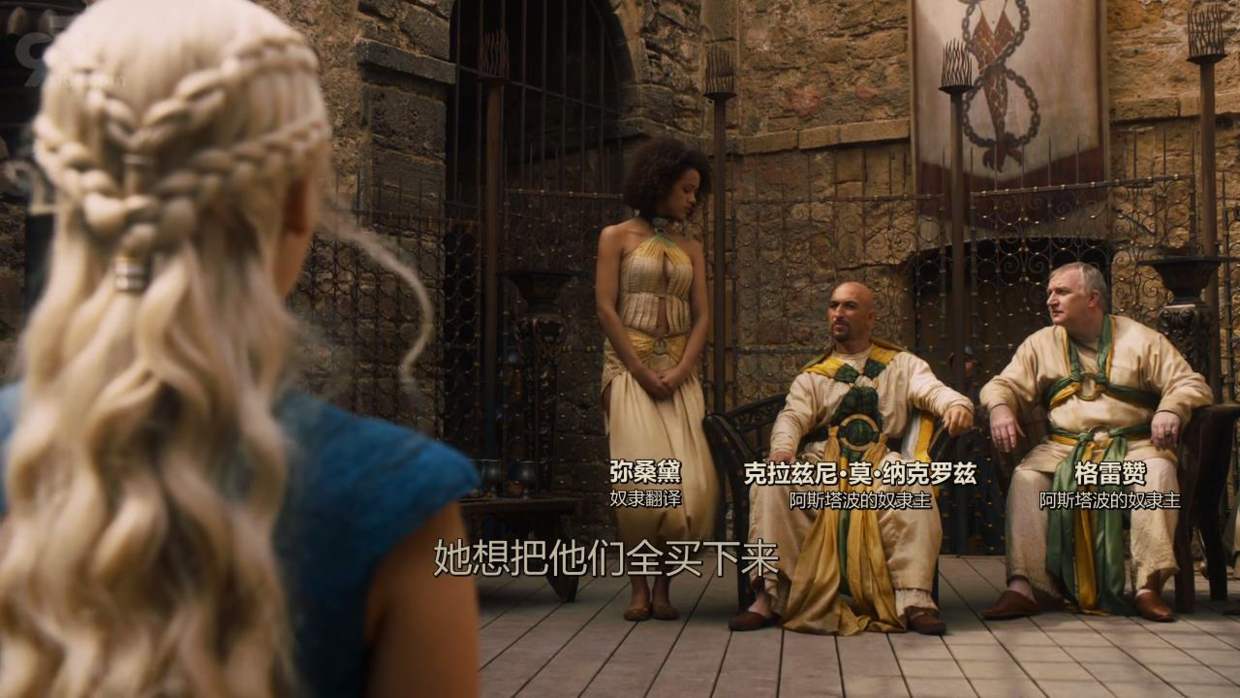 弥桑黛
奴隶翻译
克拉兹尼·莫·纳克罗兹
阿斯塔波的奴隶主
格雷赞
阿斯塔波的奴隶主
她想把他们全买下来